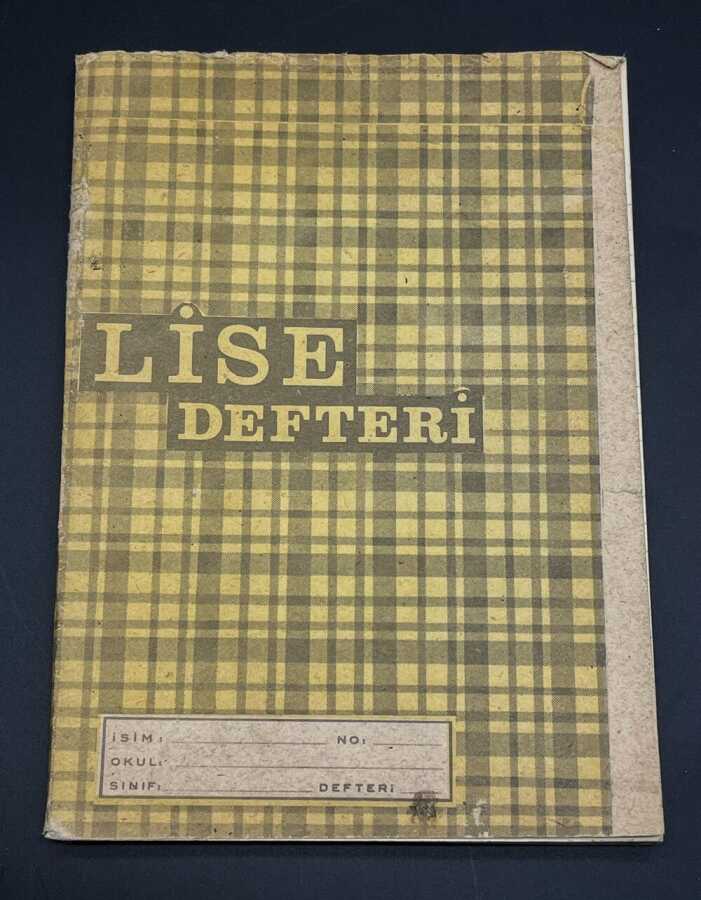 LİSE
DEFTERİ
İSİM: NO:
OKUL:
SINIF: DEFTERİ